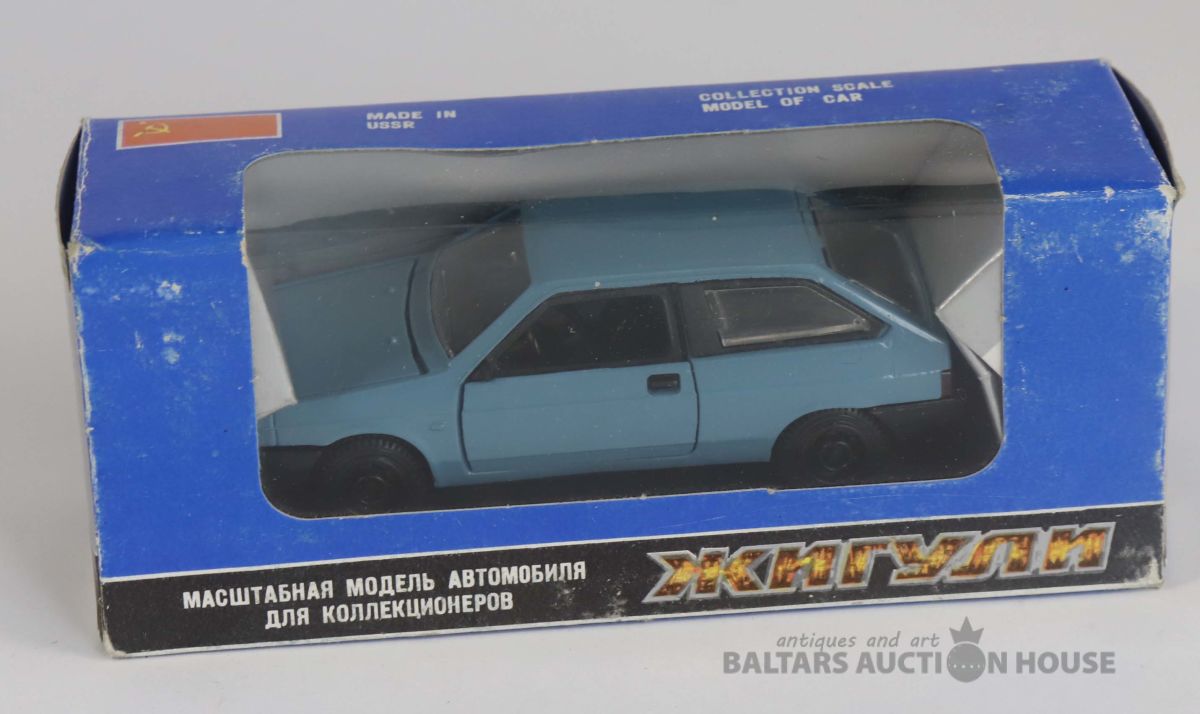 MADE IN
USSR
COLLECTION SCALE
MODEL OF CAR
МАСШТАБНАЯ МОДЕЛЬ АВТОМОБИЛЯ
ДЛЯ КОЛЛЕКЦИОНЕРОВ
ЖИГУЛИ
antiques and art
BALTARS AUCTION HOUSE